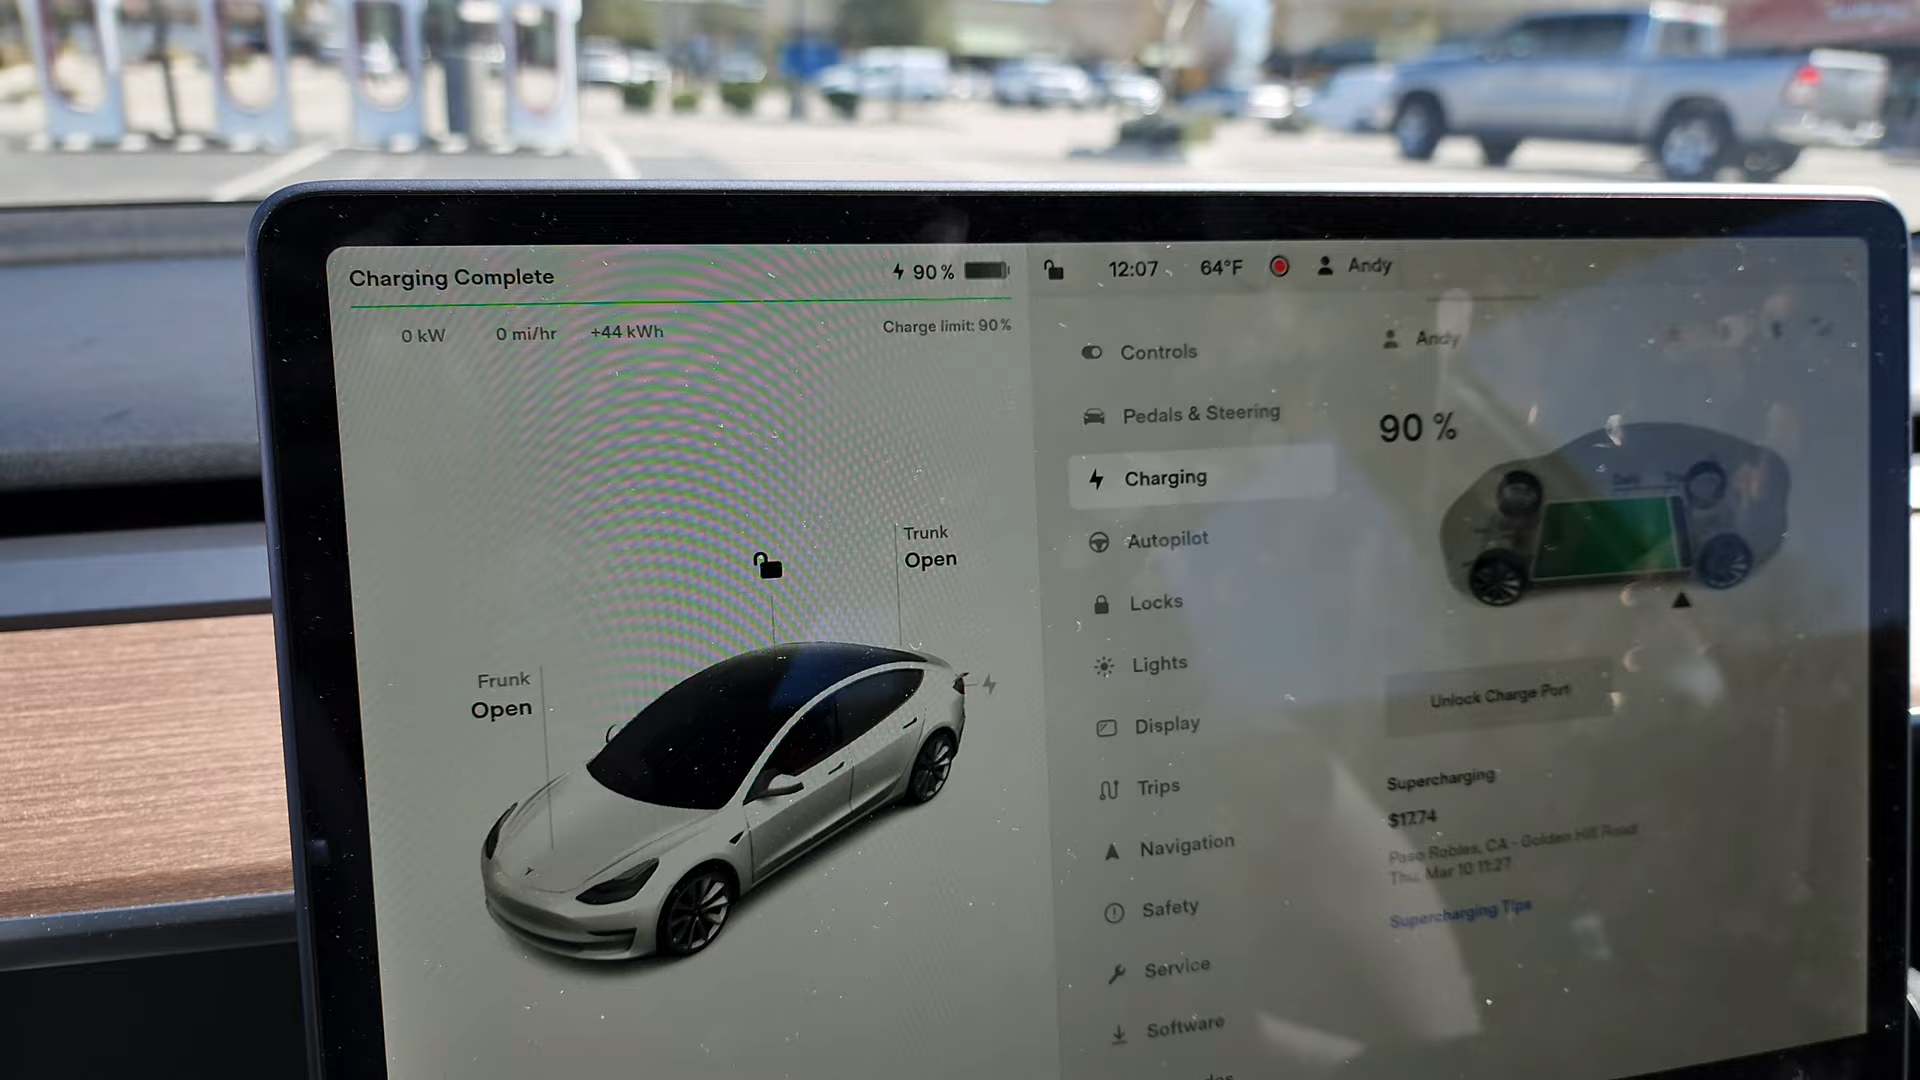 Charging Complete
90 %
0 kW
0 mi/hr
+44 kWh
Charge limit: 90 %
Trunk
Open
Frunk
Open
12:07
64°F
Andy
Controls
Pedals & Steering
Charging
Autopilot
Locks
Lights
Display
Trips
Navigation
Safety
Service
Software
Andy
90 %
Daily
Unlock Charge Port
Supercharging
$17.74
Paso Robles, CA - Golden Hill Road
Thu, Mar 10 11:27
Supercharging Tips